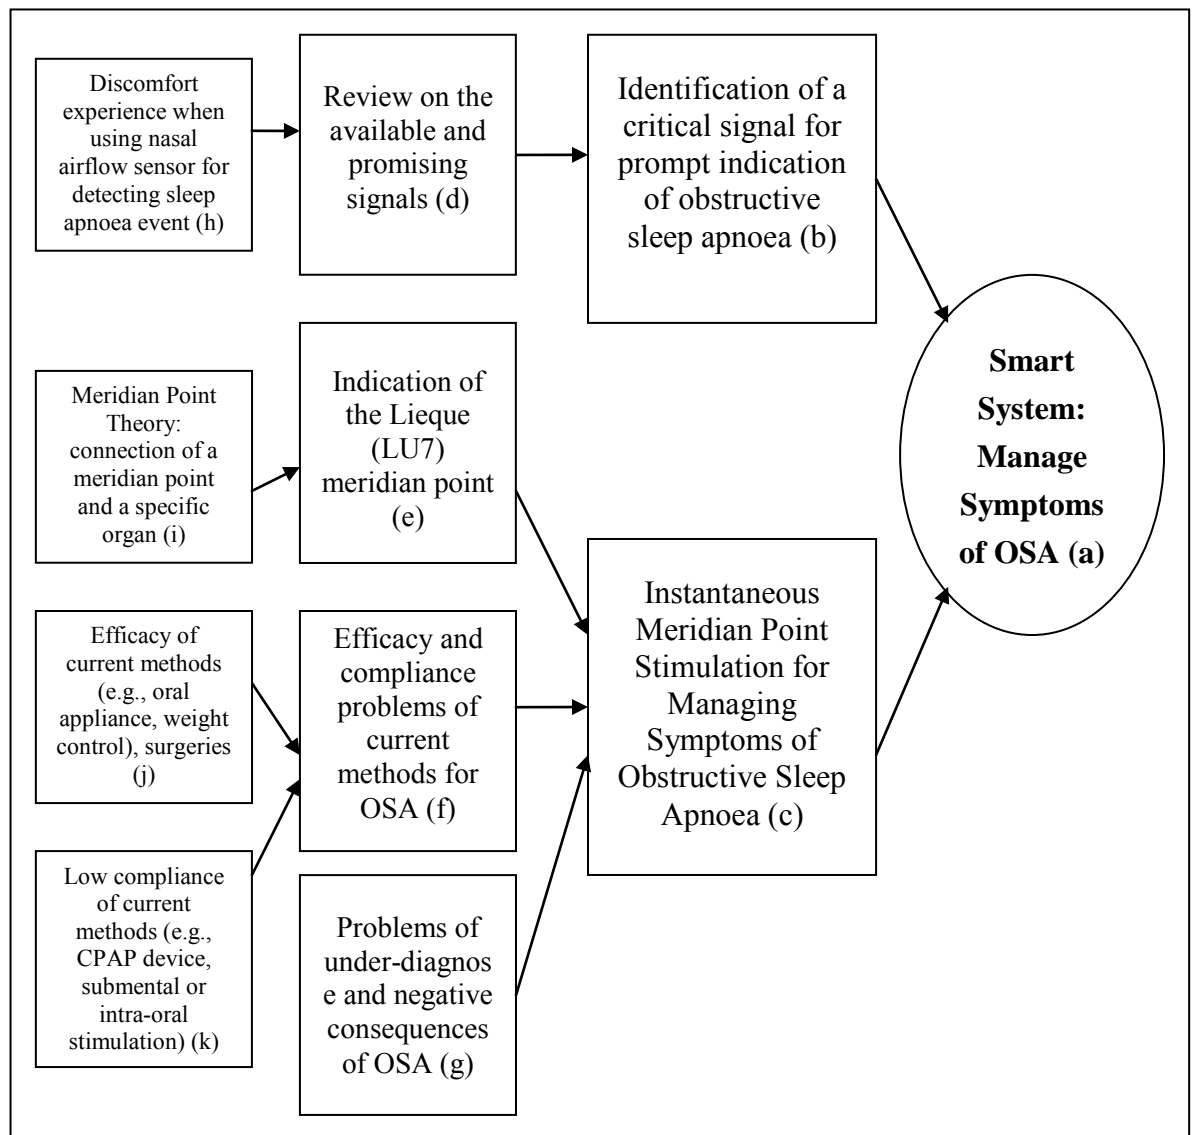 Discomfort
experience when
using nasal
airflow sensor for
detecting sleep
apnoea event (h)
Review on the
available and
promising
signals (d)
Identification of a
critical signal for
prompt indication
of obstructive
sleep apnoea (b)
Smart
System:
Manage
Symptoms
of OSA (a)
Meridian Point
Theory:
connection of a
meridian point
and a specific
organ (i)
Indication of
the Lieque
(LU7)
meridian point
(e)
Instantaneous
Meridian Point
Stimulation for
Managing
Symptoms of
Obstructive Sleep
Apnoea (c)
Efficacy of
current methods
(e.g., oral
appliance, weight
control), surgeries
(j)
Efficacy and
compliance
problems of
current
methods for
OSA (f)
Low compliance
of current
methods (e.g.,
CPAP device,
submental or
intra-oral
stimulation) (k)
Problems of
under-diagnos
e and negative
consequences
of OSA (g)